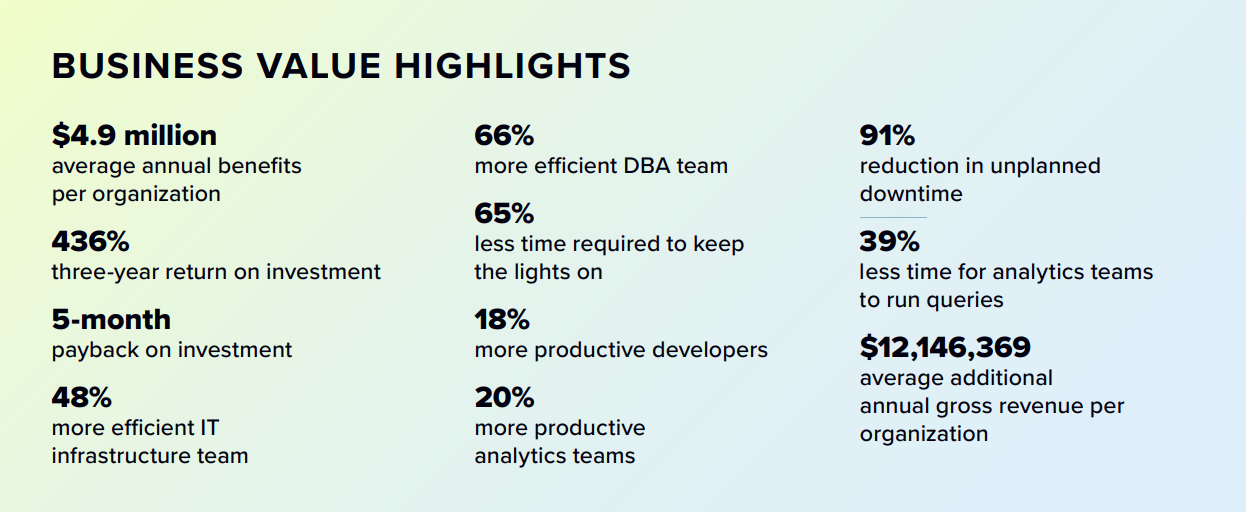 BUSINESS VALUE HIGHLIGHTS
$4.9 million
average annual benefits
per organization
436%
three-year return on investment
5-month
payback on investment
48%
more efficient IT
infrastructure team
66%
more efficient DBA team
65%
less time required to keep
the lights on
18%
more productive developers
20%
more productive
analytics teams
91%
reduction in unplanned
downtime
39%
less time for analytics teams
to run queries
$12,146,369
average additional
annual gross revenue per
organization